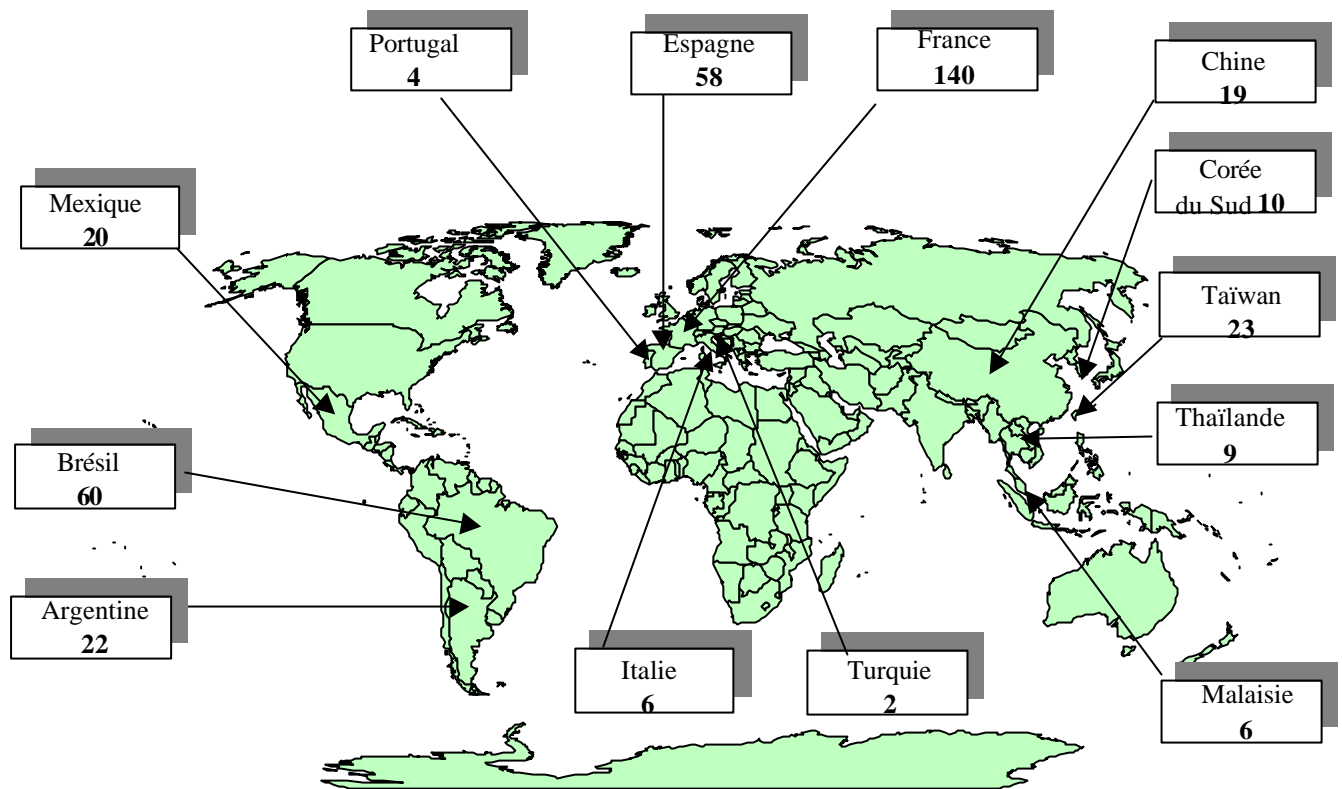 Portugal
4
Espagne
58
France
140
Chine
19
Corée
du Sud 10
Mexique
20
Taïwan
23
Thaïlande
9
Brésil
60
Argentine
22
Italie
6
Turquie
2
Malaisie
6